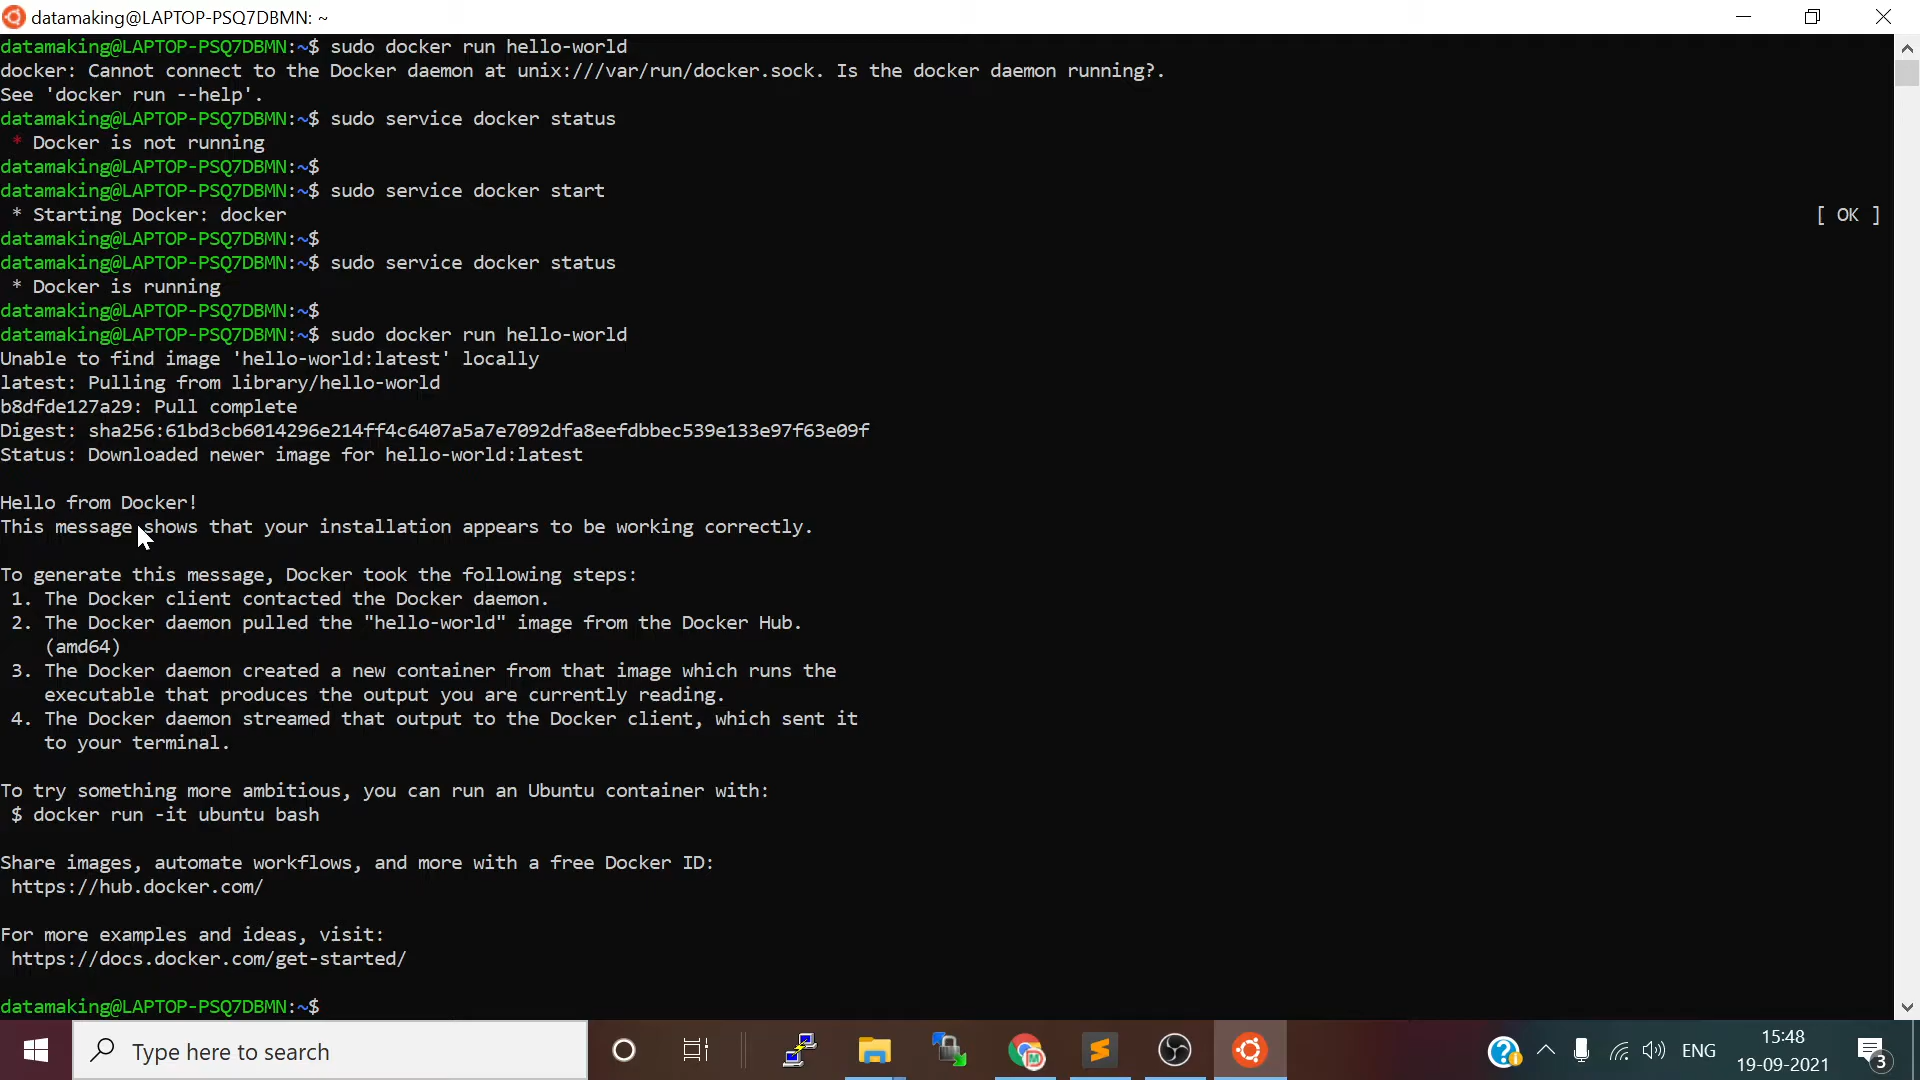 datamaking@LAPTOP-PSQ7DBMN: ~
datamaking@LAPTOP-PSQ7DBMN:~$ sudo docker run hello-world
docker: Cannot connect to the Docker daemon at unix:///var/run/docker.sock. Is the docker daemon running?.
See 'docker run --help'.
datamaking@LAPTOP-PSQ7DBMN:~$ sudo service docker status
* Docker is not running
datamaking@LAPTOP-PSQ7DBMN:~$
datamaking@LAPTOP-PSQ7DBMN:~$ sudo service docker start
* Starting Docker: docker [ OK ]
datamaking@LAPTOP-PSQ7DBMN:~$
datamaking@LAPTOP-PSQ7DBMN:~$ sudo service docker status
* Docker is running
datamaking@LAPTOP-PSQ7DBMN:~$
datamaking@LAPTOP-PSQ7DBMN:~$ sudo docker run hello-world
Unable to find image 'hello-world:latest' locally
latest: Pulling from library/hello-world
b8dfde127a29: Pull complete
Digest: sha256:61bd3cb6014296e214ff4c6407a5a7e7092dfa8eefdbbec539e133e97f63e09f
Status: Downloaded newer image for hello-world:latest
Hello from Docker!
This message shows that your installation appears to be working correctly.
To generate this message, Docker took the following steps:
1. The Docker client contacted the Docker daemon.
2. The Docker daemon pulled the "hello-world" image from the Docker Hub.
(amd64)
3. The Docker daemon created a new container from that image which runs the
executable that produces the output you are currently reading.
4. The Docker daemon streamed that output to the Docker client, which sent it
to your terminal.
To try something more ambitious, you can run an Ubuntu container with:
$ docker run -it ubuntu bash
Share images, automate workflows, and more with a free Docker ID:
https://hub.docker.com/
For more examples and ideas, visit:
https://docs.docker.com/get-started/
datamaking@LAPTOP-PSQ7DBMN:~$
Type here to search
ENG
15:48
19-09-2021
3